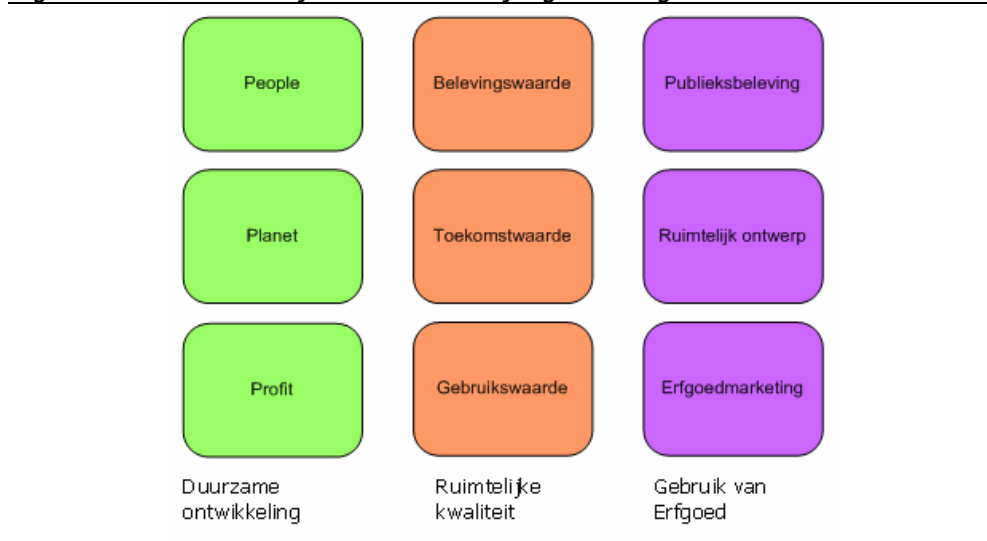 People Belevingswaarde Publieksbeleving
Planet Toekomstwaarde Ruimtelijk ontwerp
Profit Gebruikswaarde Erfgoedmarketing
Duurzame Ruimtelijke Gebruik van
ontwikkeling kwaliteit Erfgoed